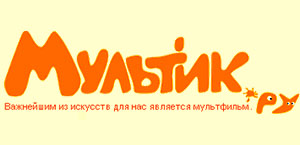 Мультик.ру
Важнейшим из искусств для нас является мультфильм.